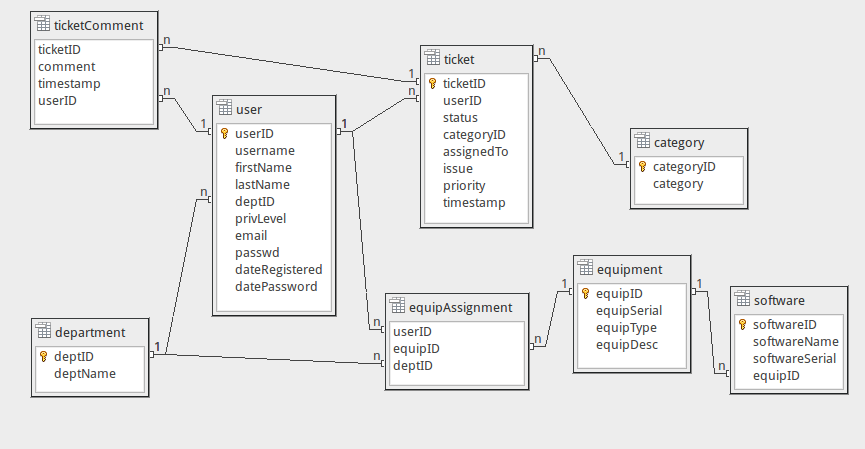 ticketComment
ticketID
comment
timestamp
userID
n
n
1
user
userID
username
firstName
lastName
deptID
privLevel
email
passwd
dateRegistered
datePassword
1
n
1
n
ticket
ticketID
userID
status
categoryID
assignedTo
issue
priority
timestamp
n
1
category
categoryID
category
n
department
deptID
deptName
1
equipAssignment
userID
equipID
deptID
n
n
n
1
equipment
equipID
equipSerial
equipType
equipDesc
1
n
software
softwareID
softwareName
softwareSerial
equipID